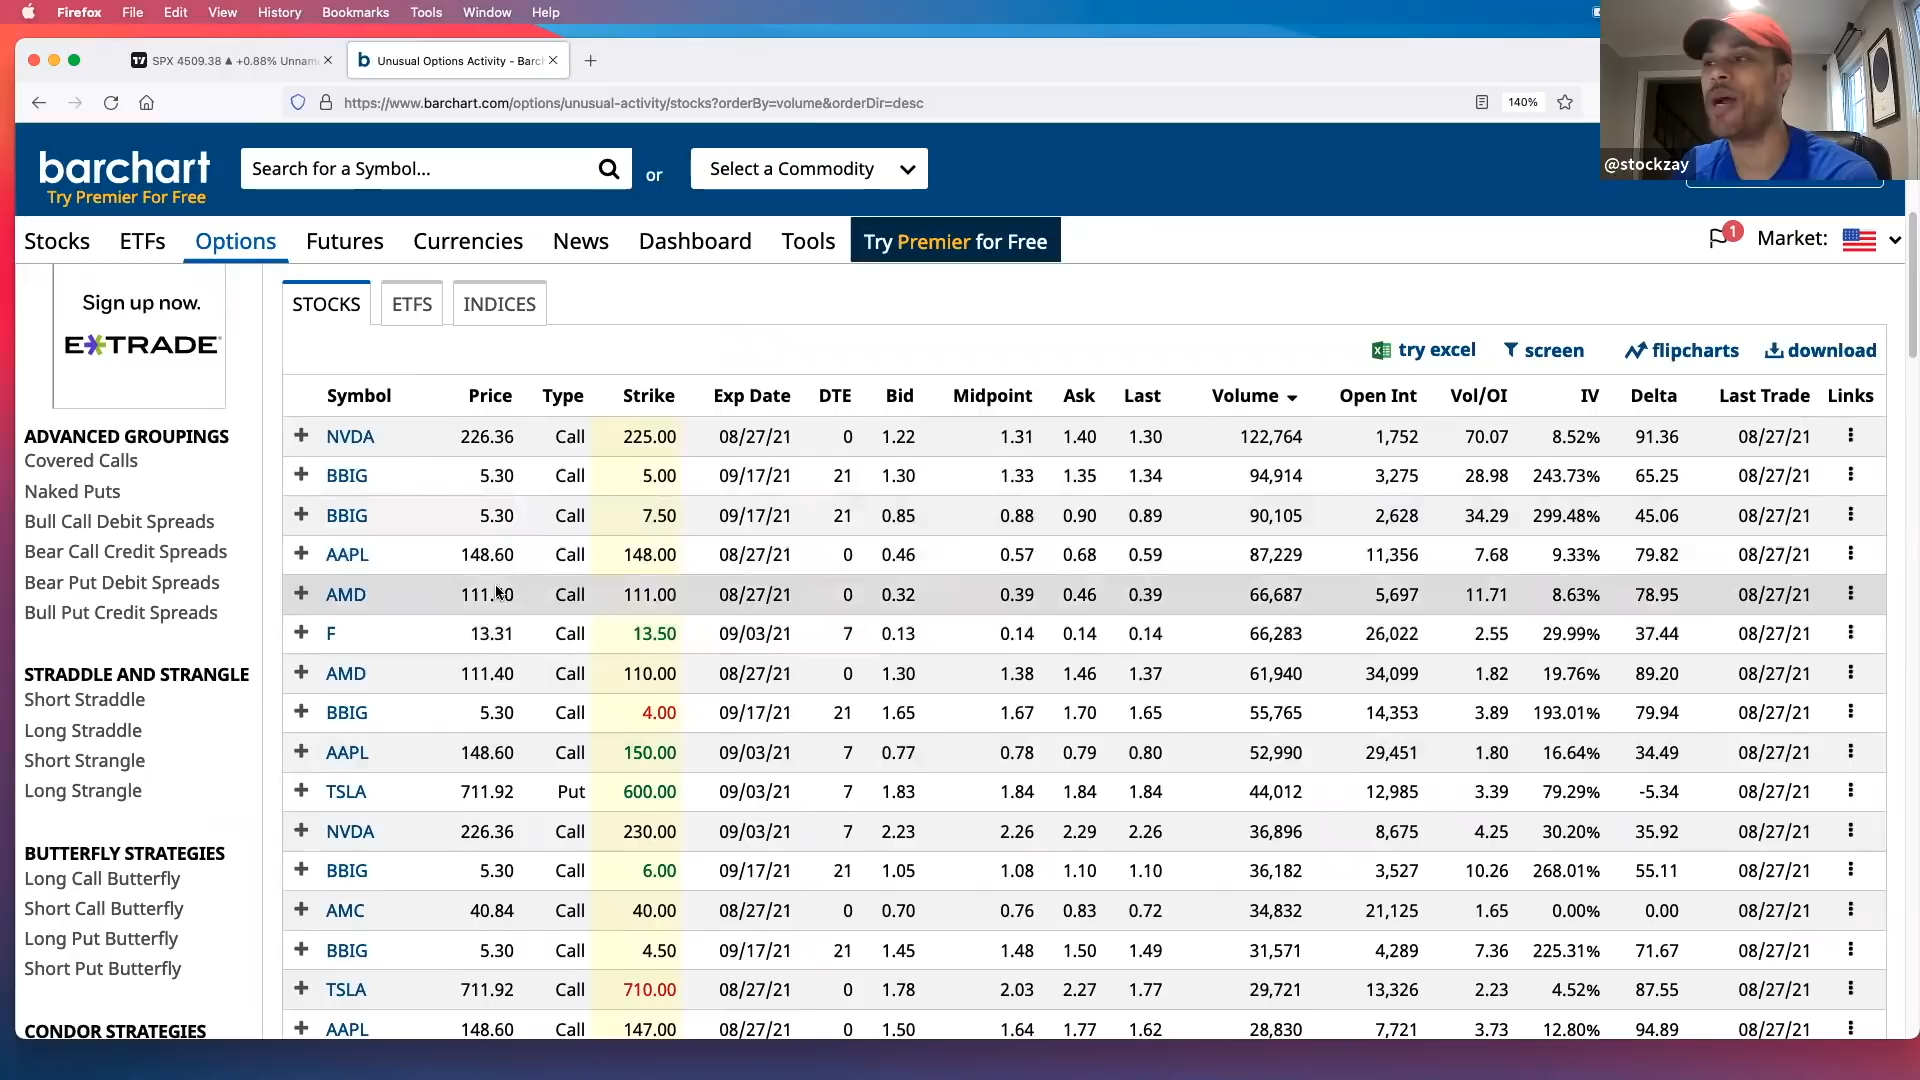 Firefox File Edit View History Bookmarks Tools Window Help
SPX 4509.38 ▲ +0.88% Unnam
Unusual Options Activity - Barc
https://www.barchart.com/options/unusual-activity/stocks?orderBy=volume&orderDir=desc 140%
@stockzay
barchart
Try Premier For Free
Search for a Symbol... or Select a Commodity
Stocks ETFs Options Futures Currencies News Dashboard Tools Try Premier for Free 1 Market:
Sign up now.
E*TRADE
ADVANCED GROUPINGS
Covered Calls
Naked Puts
Bull Call Debit Spreads
Bear Call Credit Spreads
Bear Put Debit Spreads
Bull Put Credit Spreads
STRADDLE AND STRANGLE
Short Straddle
Long Straddle
Short Strangle
Long Strangle
BUTTERFLY STRATEGIES
Long Call Butterfly
Short Call Butterfly
Long Put Butterfly
Short Put Butterfly
CONDOR STRATEGIES
STOCKS ETFS INDICES
try excel screen flipcharts download
Symbol Price Type Strike Exp Date DTE Bid Midpoint Ask Last Volume Open Int Vol/OI IV Delta Last Trade Links
+ NVDA 226.36 Call 225.00 08/27/21 0 1.22 1.31 1.40 1.30 122,764 1,752 70.07 8.52% 91.36 08/27/21
+ BBIG 5.30 Call 5.00 09/17/21 21 1.30 1.33 1.35 1.34 94,914 3,275 28.98 243.73% 65.25 08/27/21
+ BBIG 5.30 Call 7.50 09/17/21 21 0.85 0.88 0.90 0.89 90,105 2,628 34.29 299.48% 45.06 08/27/21
+ AAPL 148.60 Call 148.00 08/27/21 0 0.46 0.57 0.68 0.59 87,229 11,356 7.68 9.33% 79.82 08/27/21
+ AMD Call 111.00 08/27/21 0 0.32 0.39 0.46 0.39 66,687 5,697 11.71 8.63% 78.95 08/27/21
+ F 13.31 Call 13.50 09/03/21 7 0.13 0.14 0.14 0.14 66,283 26,022 2.55 29.99% 37.44 08/27/21
+ AMD 111.40 Call 110.00 08/27/21 0 1.30 1.38 1.46 1.37 61,940 34,099 1.82 19.76% 89.20 08/27/21
+ BBIG 5.30 Call 4.00 09/17/21 21 1.65 1.67 1.70 1.65 55,765 14,353 3.89 193.01% 79.94 08/27/21
+ AAPL 148.60 Call 150.00 09/03/21 7 0.77 0.78 0.79 0.80 52,990 29,451 1.80 16.64% 34.49 08/27/21
+ TSLA 711.92 Put 600.00 09/03/21 7 1.83 1.84 1.84 1.84 44,012 12,985 3.39 79.29% -5.34 08/27/21
+ NVDA 226.36 Call 230.00 09/03/21 7 2.23 2.26 2.29 2.26 36,896 8,675 4.25 30.20% 35.92 08/27/21
+ BBIG 5.30 Call 6.00 09/17/21 21 1.05 1.08 1.10 1.10 36,182 3,527 10.26 268.01% 55.11 08/27/21
+ AMC 40.84 Call 40.00 08/27/21 0 0.70 0.76 0.83 0.72 34,832 21,125 1.65 0.00% 0.00 08/27/21
+ BBIG 5.30 Call 4.50 09/17/21 21 1.45 1.48 1.50 1.49 31,571 4,289 7.36 225.31% 71.67 08/27/21
+ TSLA 711.92 Call 710.00 08/27/21 0 1.78 2.03 2.27 1.77 29,721 13,326 2.23 4.52% 87.55 08/27/21
+ AAPL 148.60 Call 147.00 08/27/21 0 1.50 1.64 1.77 1.62 28,830 7,721 3.73 12.80% 94.89 08/27/21